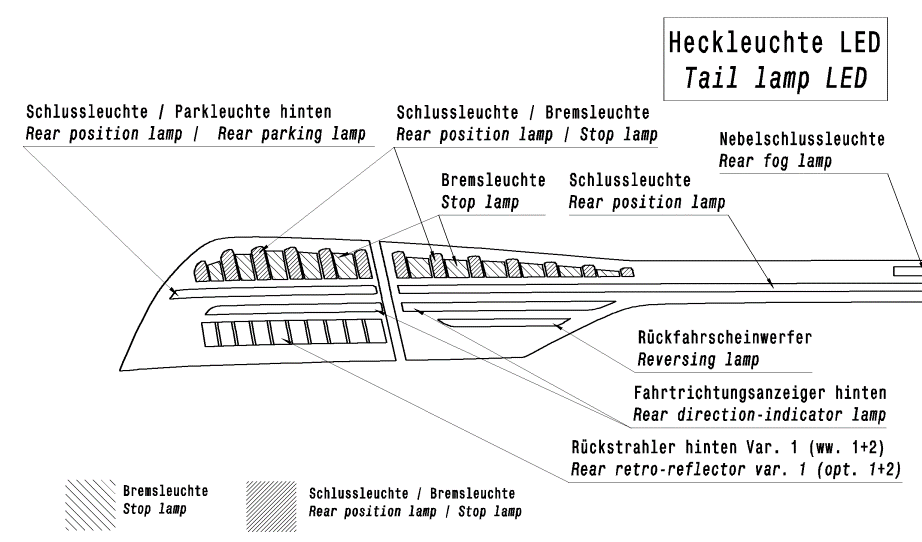 Heckleuchte LED
Tail lamp LED
Schlussleuchte / Parkleuchte hinten
Rear position lamp / Rear parking lamp
Schlussleuchte / Bremsleuchte
Rear position lamp / Stop lamp
Nebelschlussleuchte
Rear fog lamp
Bremsleuchte
Stop lamp
Schlussleuchte
Rear position lamp
Rückfahrscheinwerfer
Reversing lamp
Fahrtrichtungsanzeiger hinten
Rear direction-indicator lamp
Rückstrahler hinten Var. 1 (ww. 1+2)
Rear retro-reflector var. 1 (opt. 1+2)
Bremsleuchte
Stop lamp
Schlussleuchte / Bremsleuchte
Rear position lamp / Stop lamp